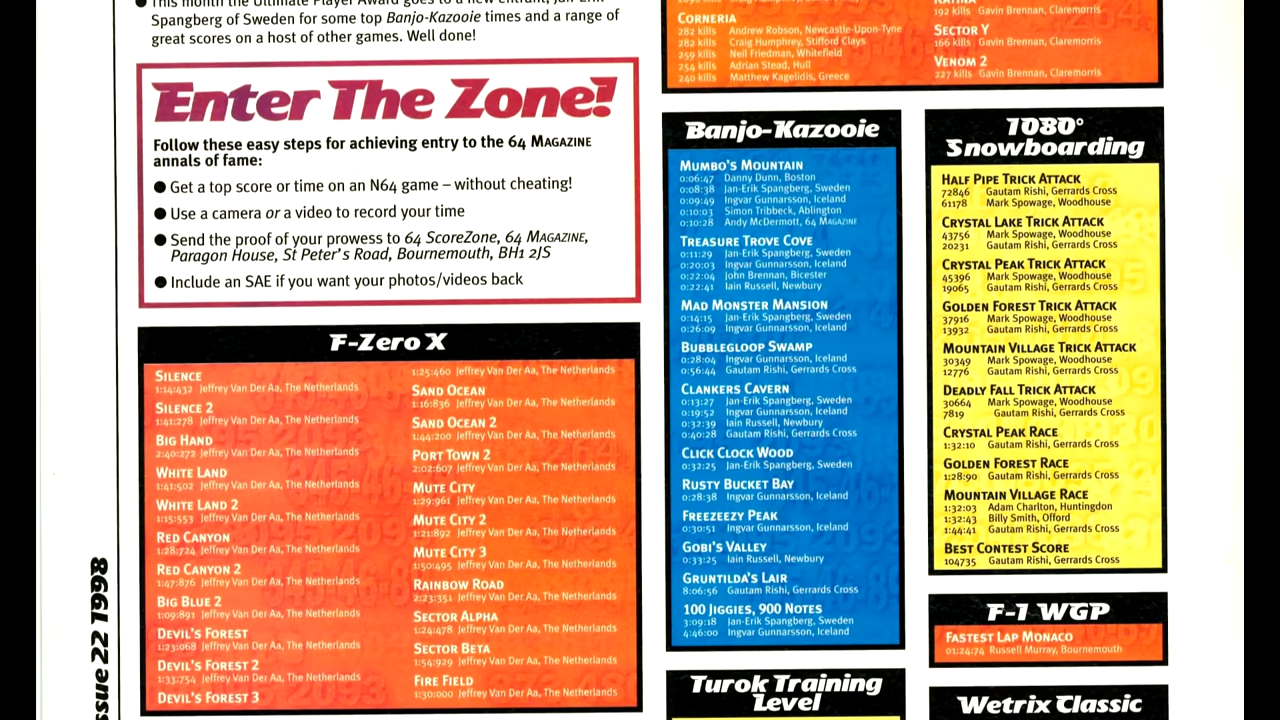 This month the Ultimate Player Award goes to a new entrant, Jan-Erik
Spangberg of Sweden for some top Banjo-Kazooie times and a range of
great scores on a host of other games. Well done!
Enter The Zone!
Follow these easy steps for achieving entry to the 64 MAGAZINE
annals of fame:
● Get a top score or time on an N64 game – without cheating!
● Use a camera or a video to record your time
● Send the proof of your prowess to 64 ScoreZone, 64 MAGAZINE,
Paragon House, St Peter's Road, Bournemouth, BH1 2JS
● Include an SAE if you want your photos/videos back
F-Zero X
SILENCE
1:14:432 Jeffrey Van Der Aa, The Netherlands
SILENCE 2
1:41:278 Jeffrey Van Der Aa, The Netherlands
BIG HAND
2:40:272 Jeffrey Van Der Aa, The Netherlands
WHITE LAND
1:41:502 Jeffrey Van Der Aa, The Netherlands
WHITE LAND 2
1:15:553 Jeffrey Van Der Aa, The Netherlands
RED CANYON
1:28:724 Jeffrey Van Der Aa, The Netherlands
RED CANYON 2
1:47:876 Jeffrey Van Der Aa, The Netherlands
BIG BLUE 2
1:09:891 Jeffrey Van Der Aa, The Netherlands
DEVIL'S FOREST
1:23:068 Jeffrey Van Der Aa, The Netherlands
DEVIL'S FOREST 2
1:33:754 Jeffrey Van Der Aa, The Netherlands
DEVIL'S FOREST 3
1:25:460 Jeffrey Van Der Aa, The Netherlands
SAND OCEAN
1:16:836 Jeffrey Van Der Aa, The Netherlands
SAND OCEAN 2
1:44:200 Jeffrey Van Der Aa, The Netherlands
PORT TOWN 2
2:02:607 Jeffrey Van Der Aa, The Netherlands
MUTE CITY
1:29:961 Jeffrey Van Der Aa, The Netherlands
MUTE CITY 2
1:21:892 Jeffrey Van Der Aa, The Netherlands
MUTE CITY 3
1:50:495 Jeffrey Van Der Aa, The Netherlands
RAINBOW ROAD
2:23:351 Jeffrey Van Der Aa, The Netherlands
SECTOR ALPHA
1:24:478 Jeffrey Van Der Aa, The Netherlands
SECTOR BETA
1:54:929 Jeffrey Van Der Aa, The Netherlands
FIRE FIELD
1:30:000 Jeffrey Van Der Aa, The Netherlands
CORNERIA
282 kills Andrew Robson, Newcastle-Upon-Tyne
282 kills Craig Humphrey, Stifford Clays
259 kills Neil Friedman, Whitefield
254 kills Adrian Stead, Hull
240 kills Matthew Kagelidis, Greece
192 kills Gavin Brennan, Claremorris
SECTOR Y
166 kills Gavin Brennan, Claremorris
VENOM 2
227 kills Gavin Brennan, Claremorris
Banjo-Kazooie
MUMBO'S MOUNTAIN
0:06:47 Danny Dunn, Boston
0:08:38 Jan-Erik Spangberg, Sweden
0:09:49 Ingvar Gunnarsson, Iceland
0:10:03 Simon Tribbeck, Ablington
0:10:28 Andy McDermott, 64 MAGAZINE
TREASURE TROVE COVE
0:11:29 Jan-Erik Spangberg, Sweden
0:20:03 Ingvar Gunnarsson, Iceland
0:22:04 John Brennan, Bicester
0:22:41 Iain Russell, Newbury
MAD MONSTER MANSION
0:14:15 Jan-Erik Spangberg, Sweden
0:26:09 Ingvar Gunnarsson, Iceland
BUBBLEGLOOP SWAMP
0:28:04 Ingvar Gunnarsson, Iceland
0:56:44 Gautam Rishi, Gerrards Cross
CLANKERS CAVERN
0:13:27 Jan-Erik Spangberg, Sweden
0:19:52 Ingvar Gunnarsson, Iceland
0:32:39 Iain Russell, Newbury
0:40:28 Gautam Rishi, Gerrards Cross
CLICK CLOCK WOOD
0:32:25 Jan-Erik Spangberg, Sweden
RUSTY BUCKET BAY
0:28:38 Ingvar Gunnarsson, Iceland
FREEZEEZY PEAK
0:30:51 Ingvar Gunnarsson, Iceland
GOBI'S VALLEY
0:33:25 Iain Russell, Newbury
GRUNTILDA'S LAIR
8:06:56 Gautam Rishi, Gerrards Cross
100 JIGGIES, 900 NOTES
3:09:18 Jan-Erik Spangberg, Sweden
4:46:00 Ingvar Gunnarsson, Iceland
Turok Training
Level
1080°
Snowboarding
HALF PIPE TRICK ATTACK
72846 Gautam Rishi, Gerrards Cross
61178 Mark Spowage, Woodhouse
CRYSTAL LAKE TRICK ATTACK
43756 Mark Spowage, Woodhouse
20231 Gautam Rishi, Gerrards Cross
CRYSTAL PEAK TRICK ATTACK
45396 Mark Spowage, Woodhouse
19065 Gautam Rishi, Gerrards Cross
GOLDEN FOREST TRICK ATTACK
37916 Mark Spowage, Woodhouse
13932 Gautam Rishi, Gerrards Cross
MOUNTAIN VILLAGE TRICK ATTACK
30349 Mark Spowage, Woodhouse
12776 Gautam Rishi, Gerrards Cross
DEADLY FALL TRICK ATTACK
30664 Mark Spowage, Woodhouse
7819 Gautam Rishi, Gerrards Cross
CRYSTAL PEAK RACE
1:32:10 Gautam Rishi, Gerrards Cross
GOLDEN FOREST RACE
1:28:90 Gautam Rishi, Gerrards Cross
MOUNTAIN VILLAGE RACE
1:32:03 Adam Charlton, Huntingdon
1:32:43 Billy Smith, Offord
1:44:41 Gautam Rishi, Gerrards Cross
BEST CONTEST SCORE
104735 Gautam Rishi, Gerrards Cross
F-1 WGP
FASTEST LAP MONACO
01:24:74 Russell Murray, Bournemouth
Wetrix Classic
ssue 22 1998